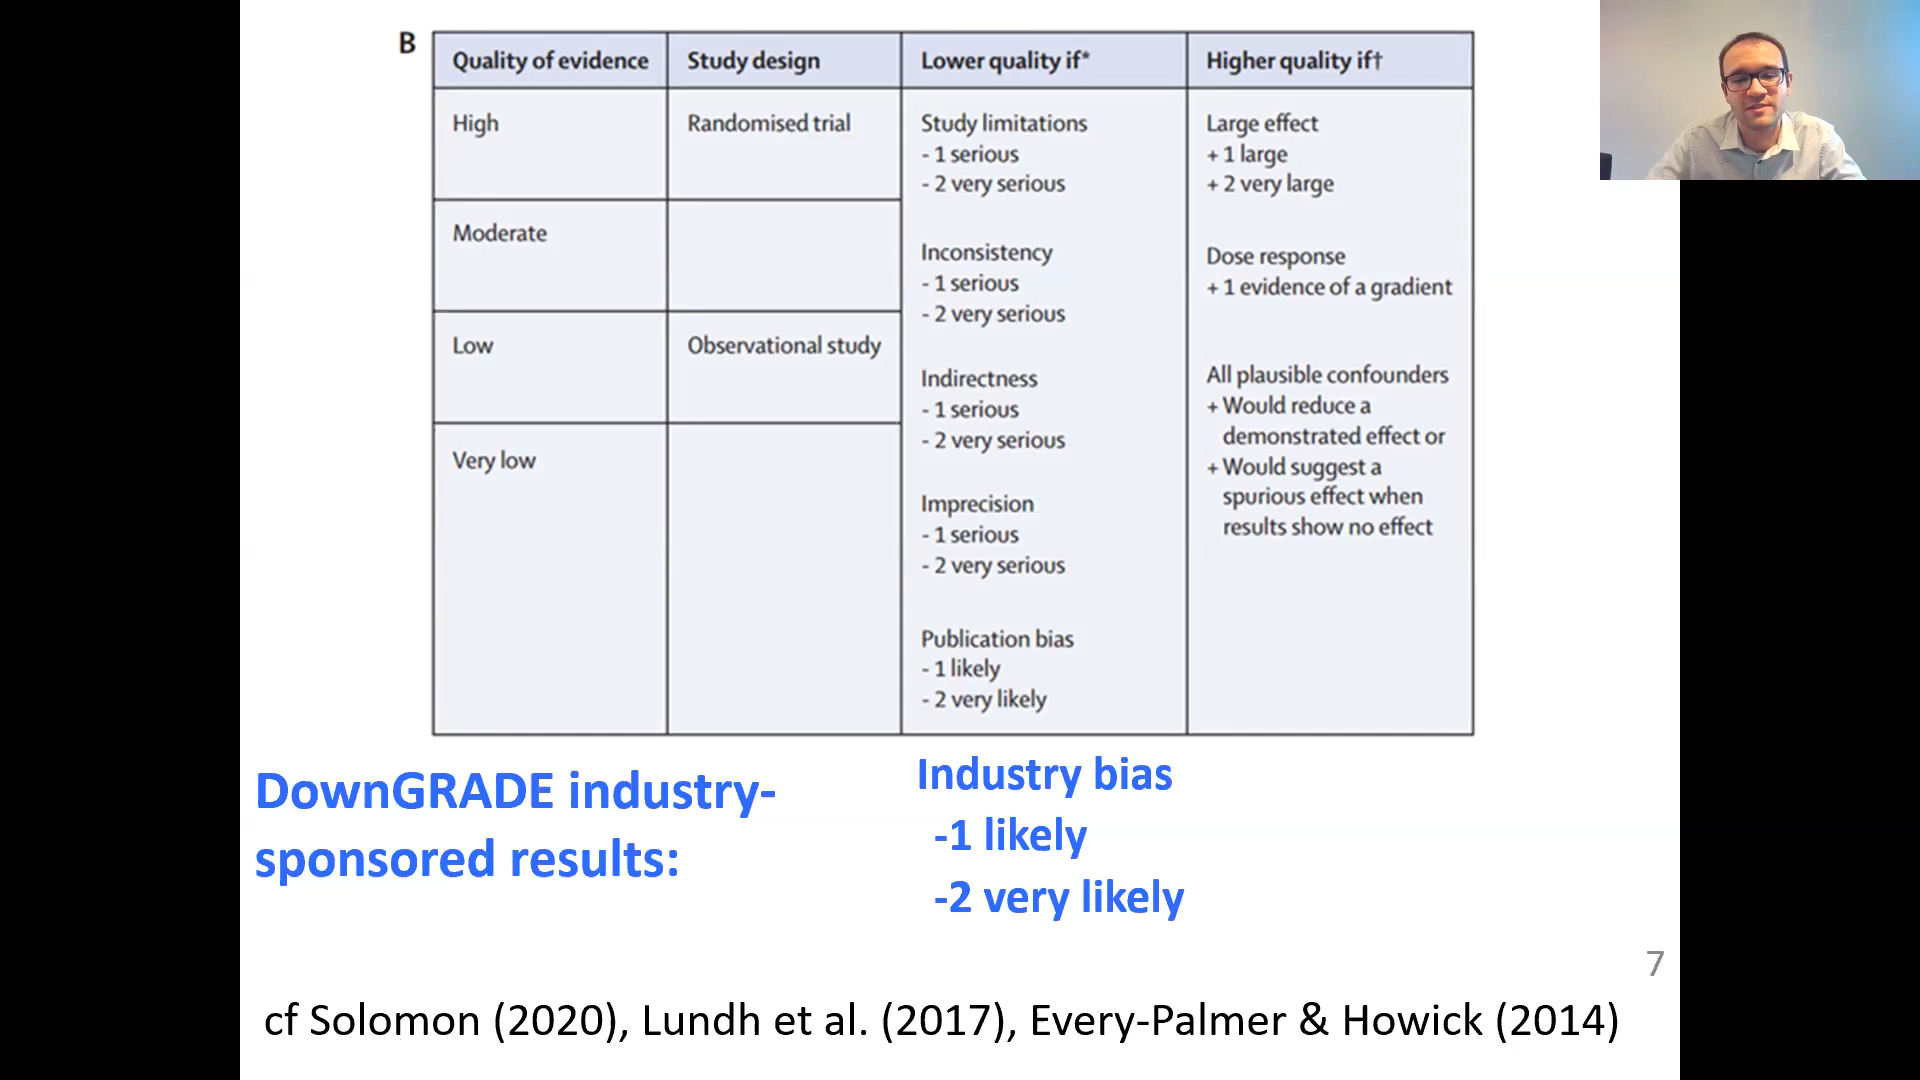 B
Quality of evidence
Study design
Lower quality if*
Higher quality if†
High
Randomised trial
Moderate
Low
Observational study
Very low
Study limitations
- 1 serious
- 2 very serious
Inconsistency
- 1 serious
- 2 very serious
Indirectness
- 1 serious
- 2 very serious
Imprecision
- 1 serious
- 2 very serious
Publication bias
- 1 likely
- 2 very likely
Large effect
+ 1 large
+ 2 very large
Dose response
+ 1 evidence of a gradient
All plausible confounders
+ Would reduce a
demonstrated effect or
+ Would suggest a
spurious effect when
results show no effect
DownGRADE industry-
sponsored results:
Industry bias
-1 likely
-2 very likely
7
cf Solomon (2020), Lundh et al. (2017), Every-Palmer & Howick (2014)